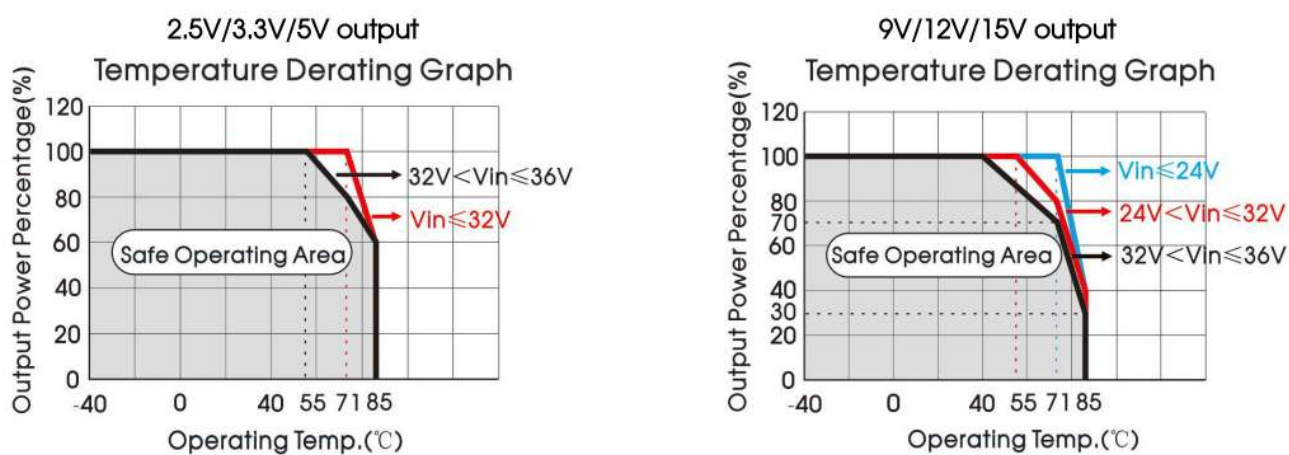 2.5V/3.3V/5V output
Temperature Derating Graph
Output Power Percentage(%)
120
100
80
60
40
20
0
32V<Vin≤36V
Vin≤32V
Safe Operating Area
-40 0 40 55 71 85
Operating Temp.(℃)
9V/12V/15V output
Temperature Derating Graph
Output Power Percentage(%)
120
100
80
70
60
40
30
20
0
Vin≤24V
24V<Vin≤32V
32V<Vin≤36V
Safe Operating Area
-40 0 40 55 71 85
Operating Temp.(℃)